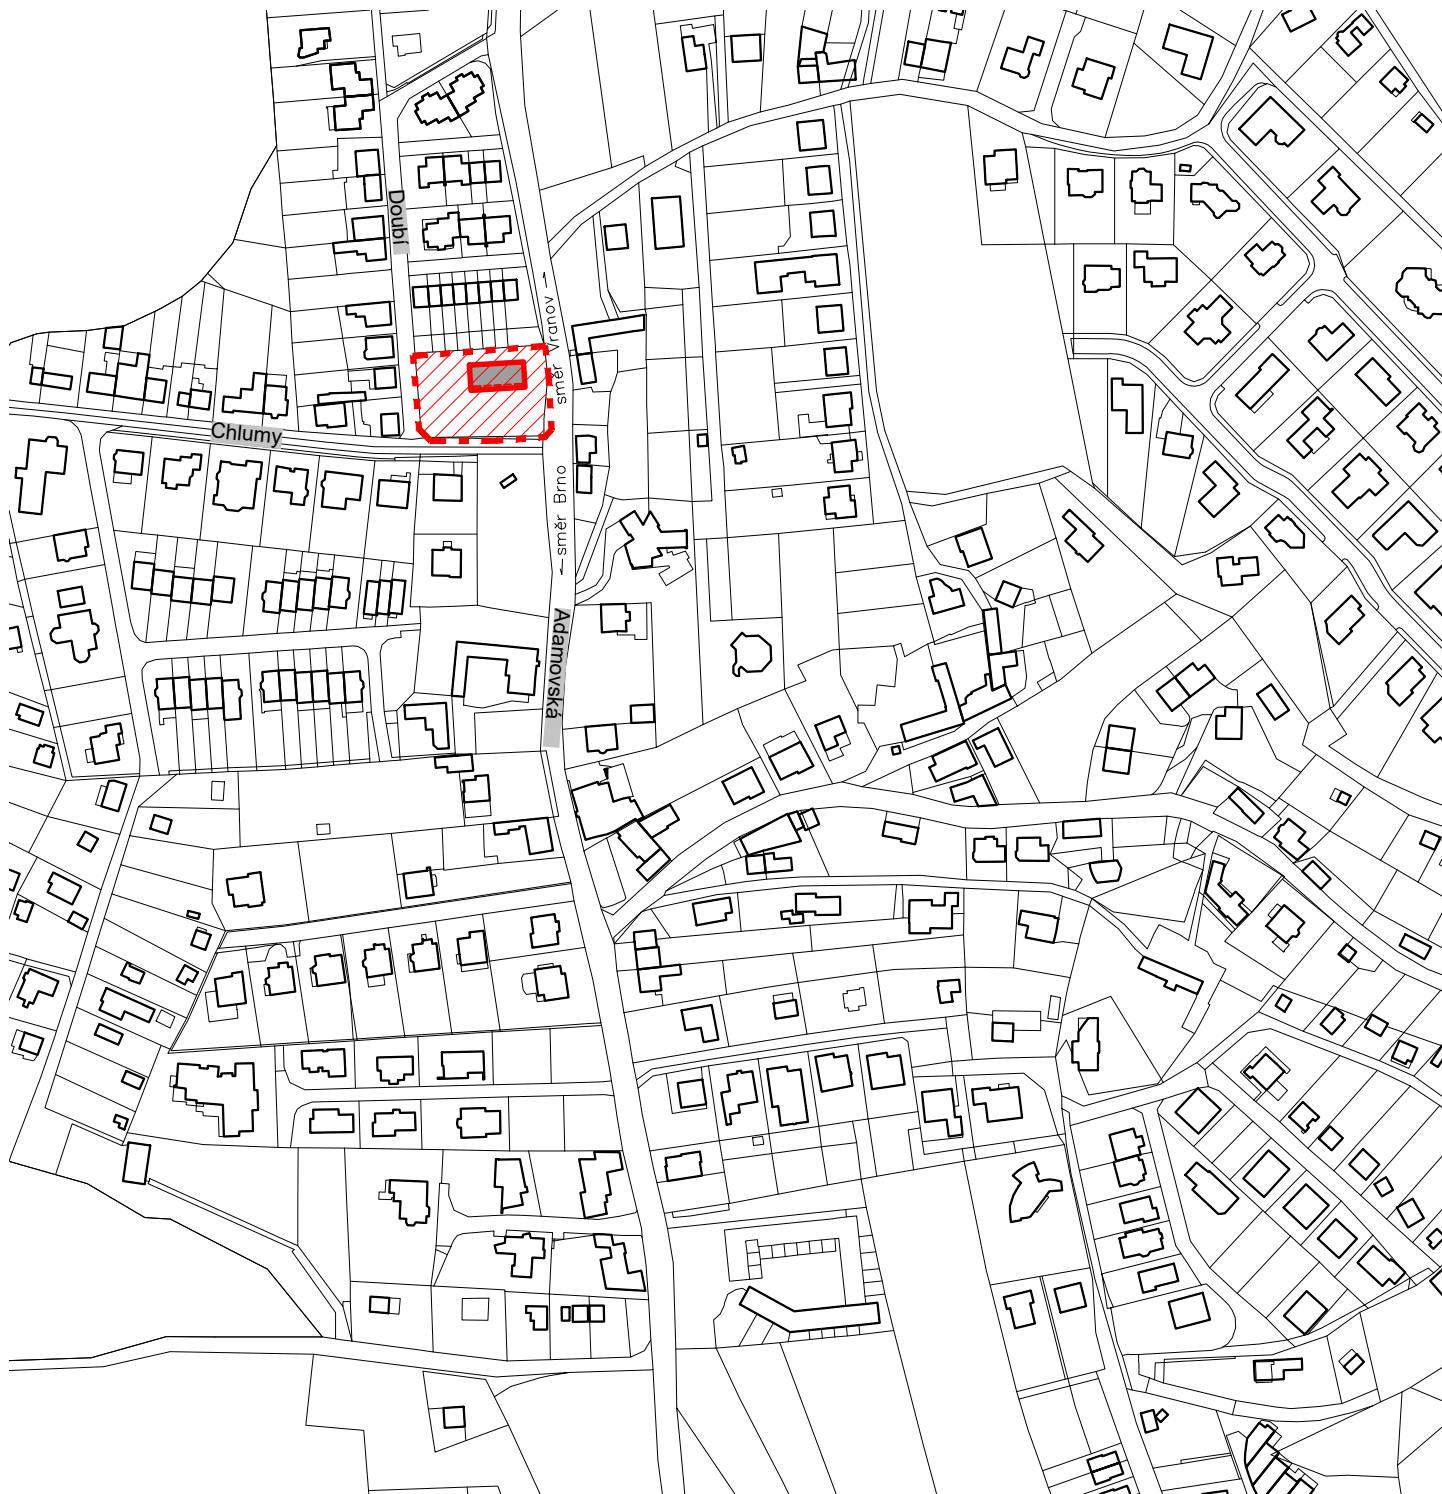 Doubí
směr Vranov →
Chlumy
← směr Brno
Adamovská